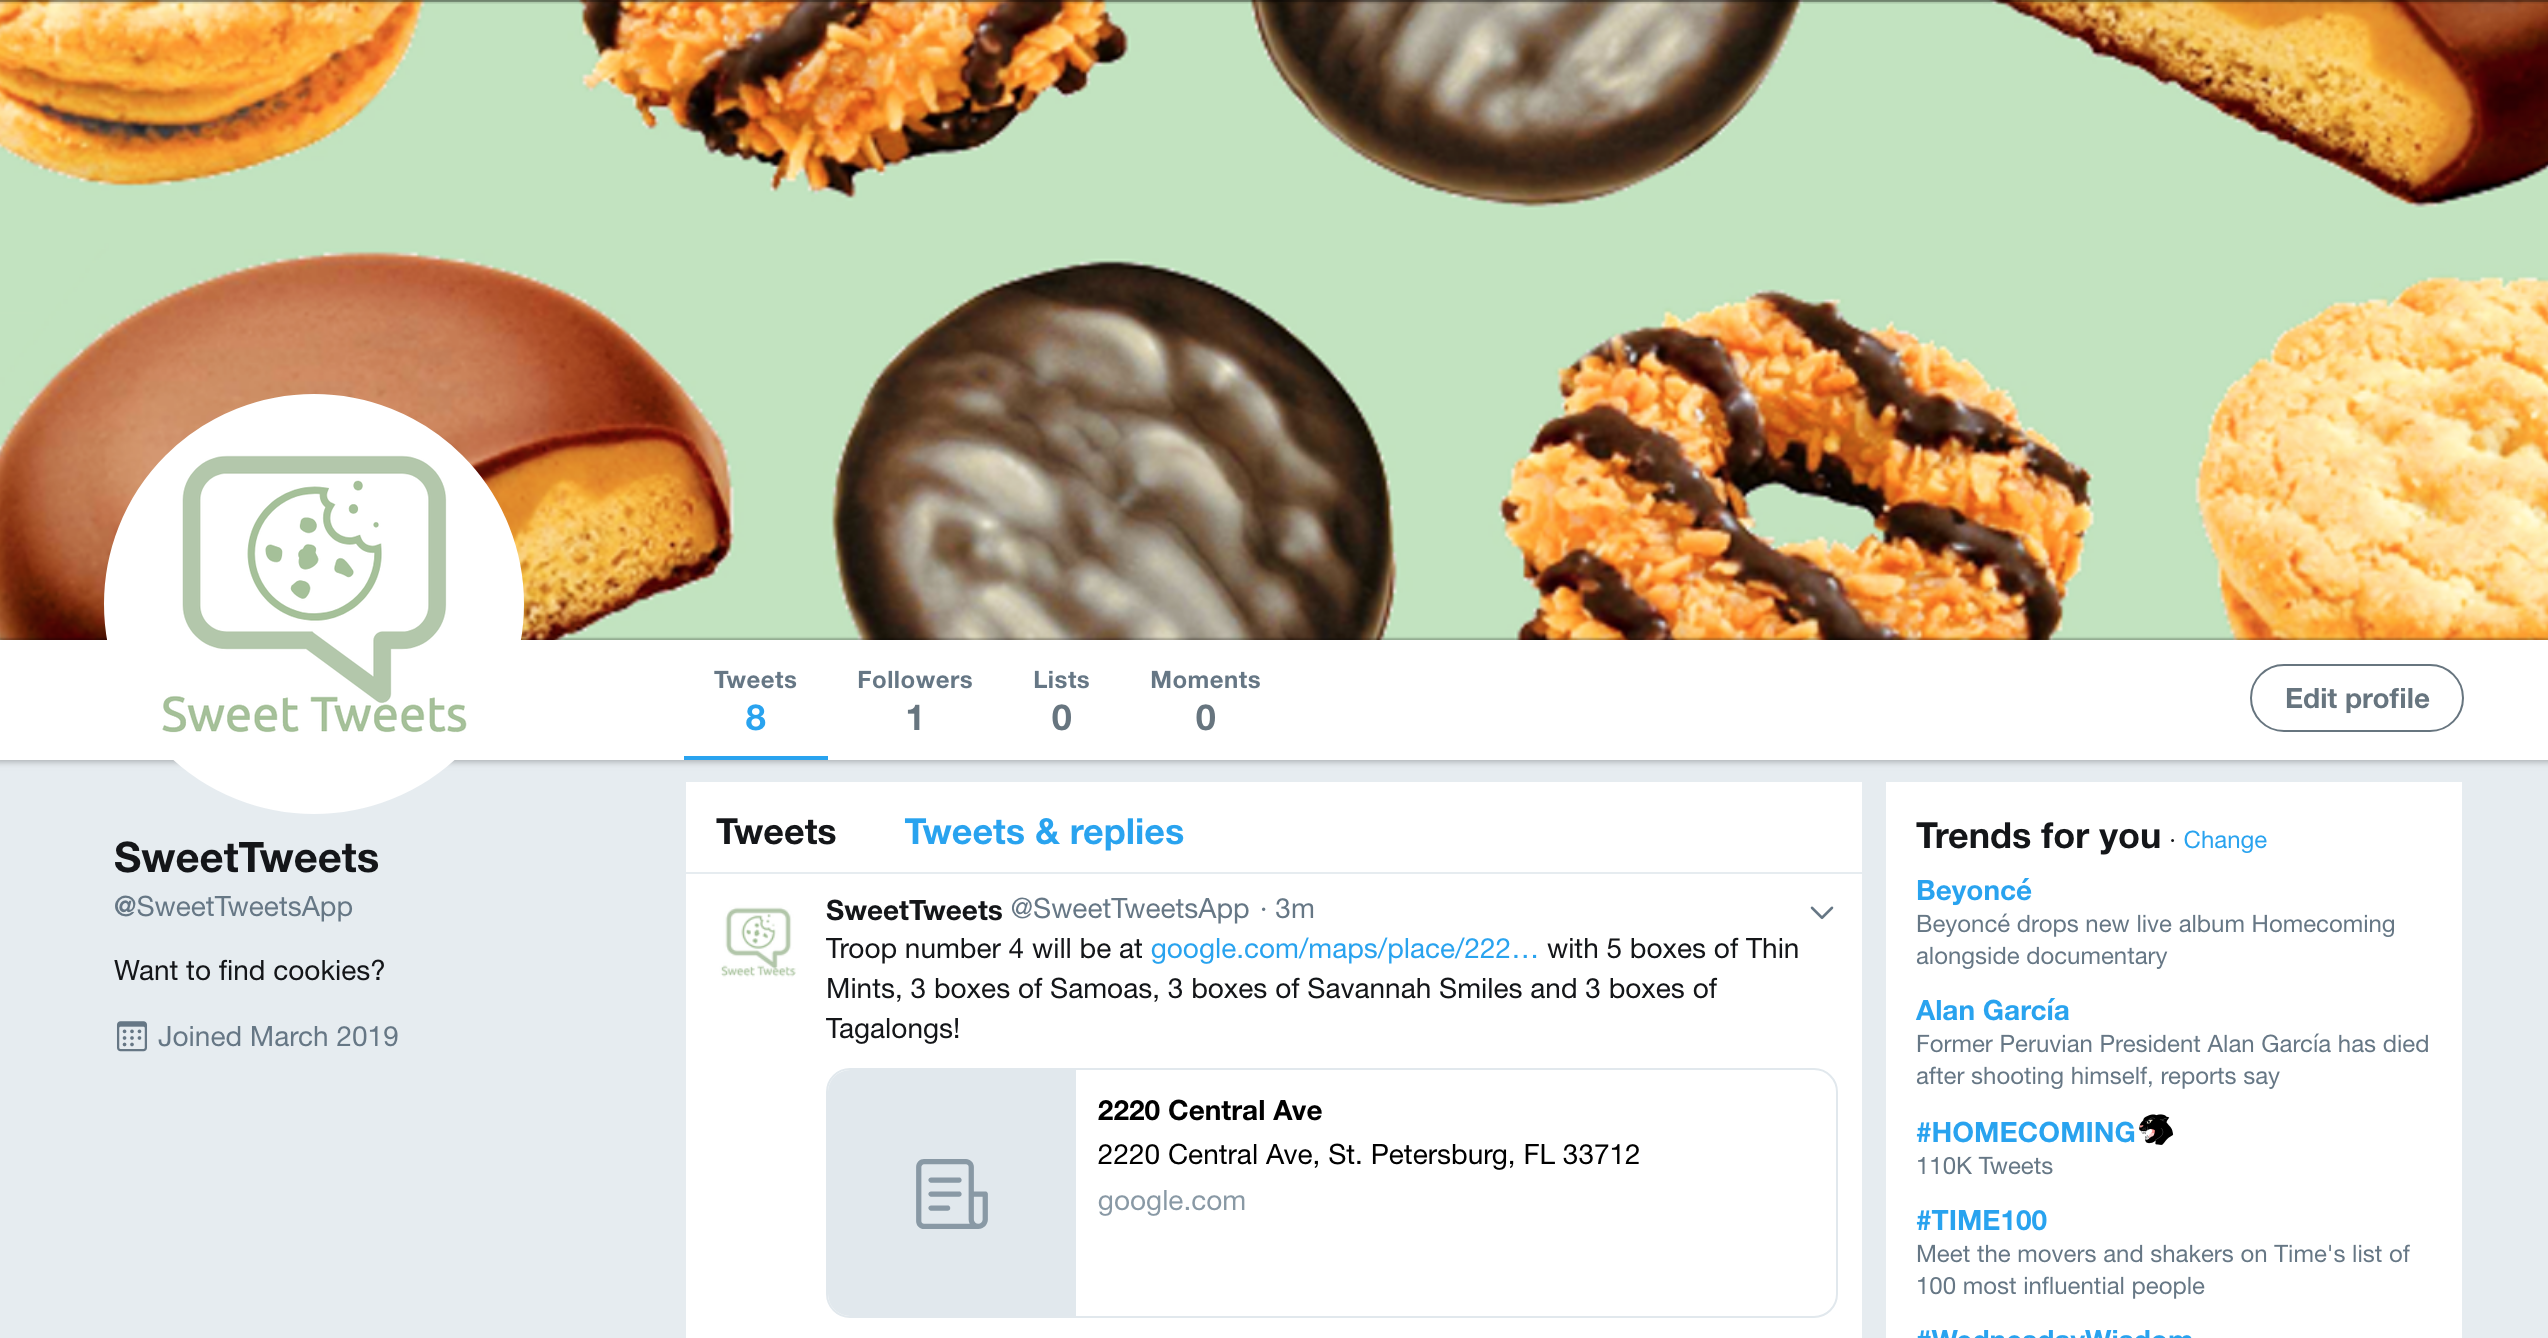 Sweet Tweets
Tweets
8
Followers
1
Lists
0
Moments
0
Edit profile
SweetTweets
@SweetTweetsApp
Want to find cookies?
Joined March 2019
Tweets
Tweets & replies
Sweet Tweets
SweetTweets @SweetTweetsApp · 3m
Troop number 4 will be at google.com/maps/place/222… with 5 boxes of Thin
Mints, 3 boxes of Samoas, 3 boxes of Savannah Smiles and 3 boxes of
Tagalongs!
2220 Central Ave
2220 Central Ave, St. Petersburg, FL 33712
google.com
Trends for you · Change
Beyoncé
Beyoncé drops new live album Homecoming
alongside documentary
Alan García
Former Peruvian President Alan García has died
after shooting himself, reports say
#HOMECOMING
110K Tweets
#TIME100
Meet the movers and shakers on Time's list of
100 most influential people
#WednesdayWisdom